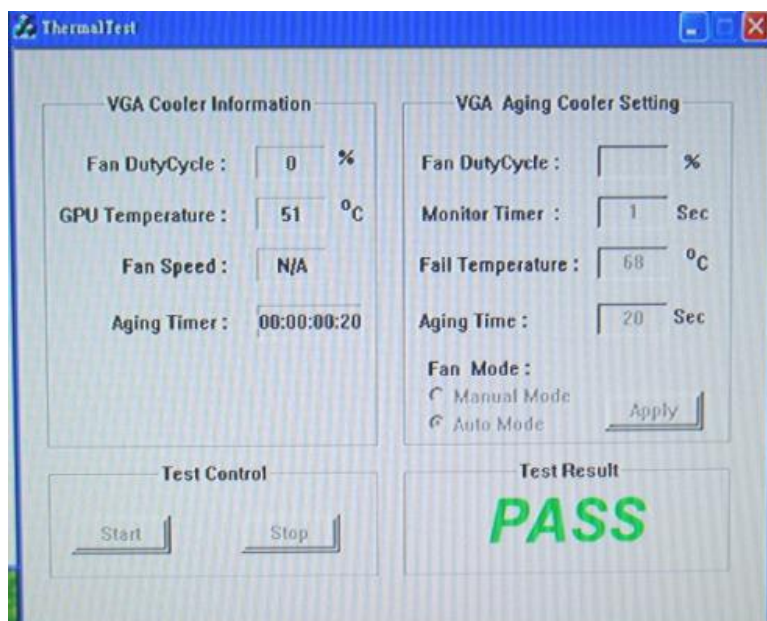 ThermalTest
VGA Cooler Information
Fan DutyCycle : 0 %
GPU Temperature : 51 °C
Fan Speed : N/A
Aging Timer : 00:00:00:20
VGA Aging Cooler Setting
Fan DutyCycle : %
Monitor Timer : 1 Sec
Fail Temperature : 68 °C
Aging Time : 20 Sec
Fan Mode :
Manual Mode
Auto Mode
Apply
Test Control
Start Stop
Test Result
PASS